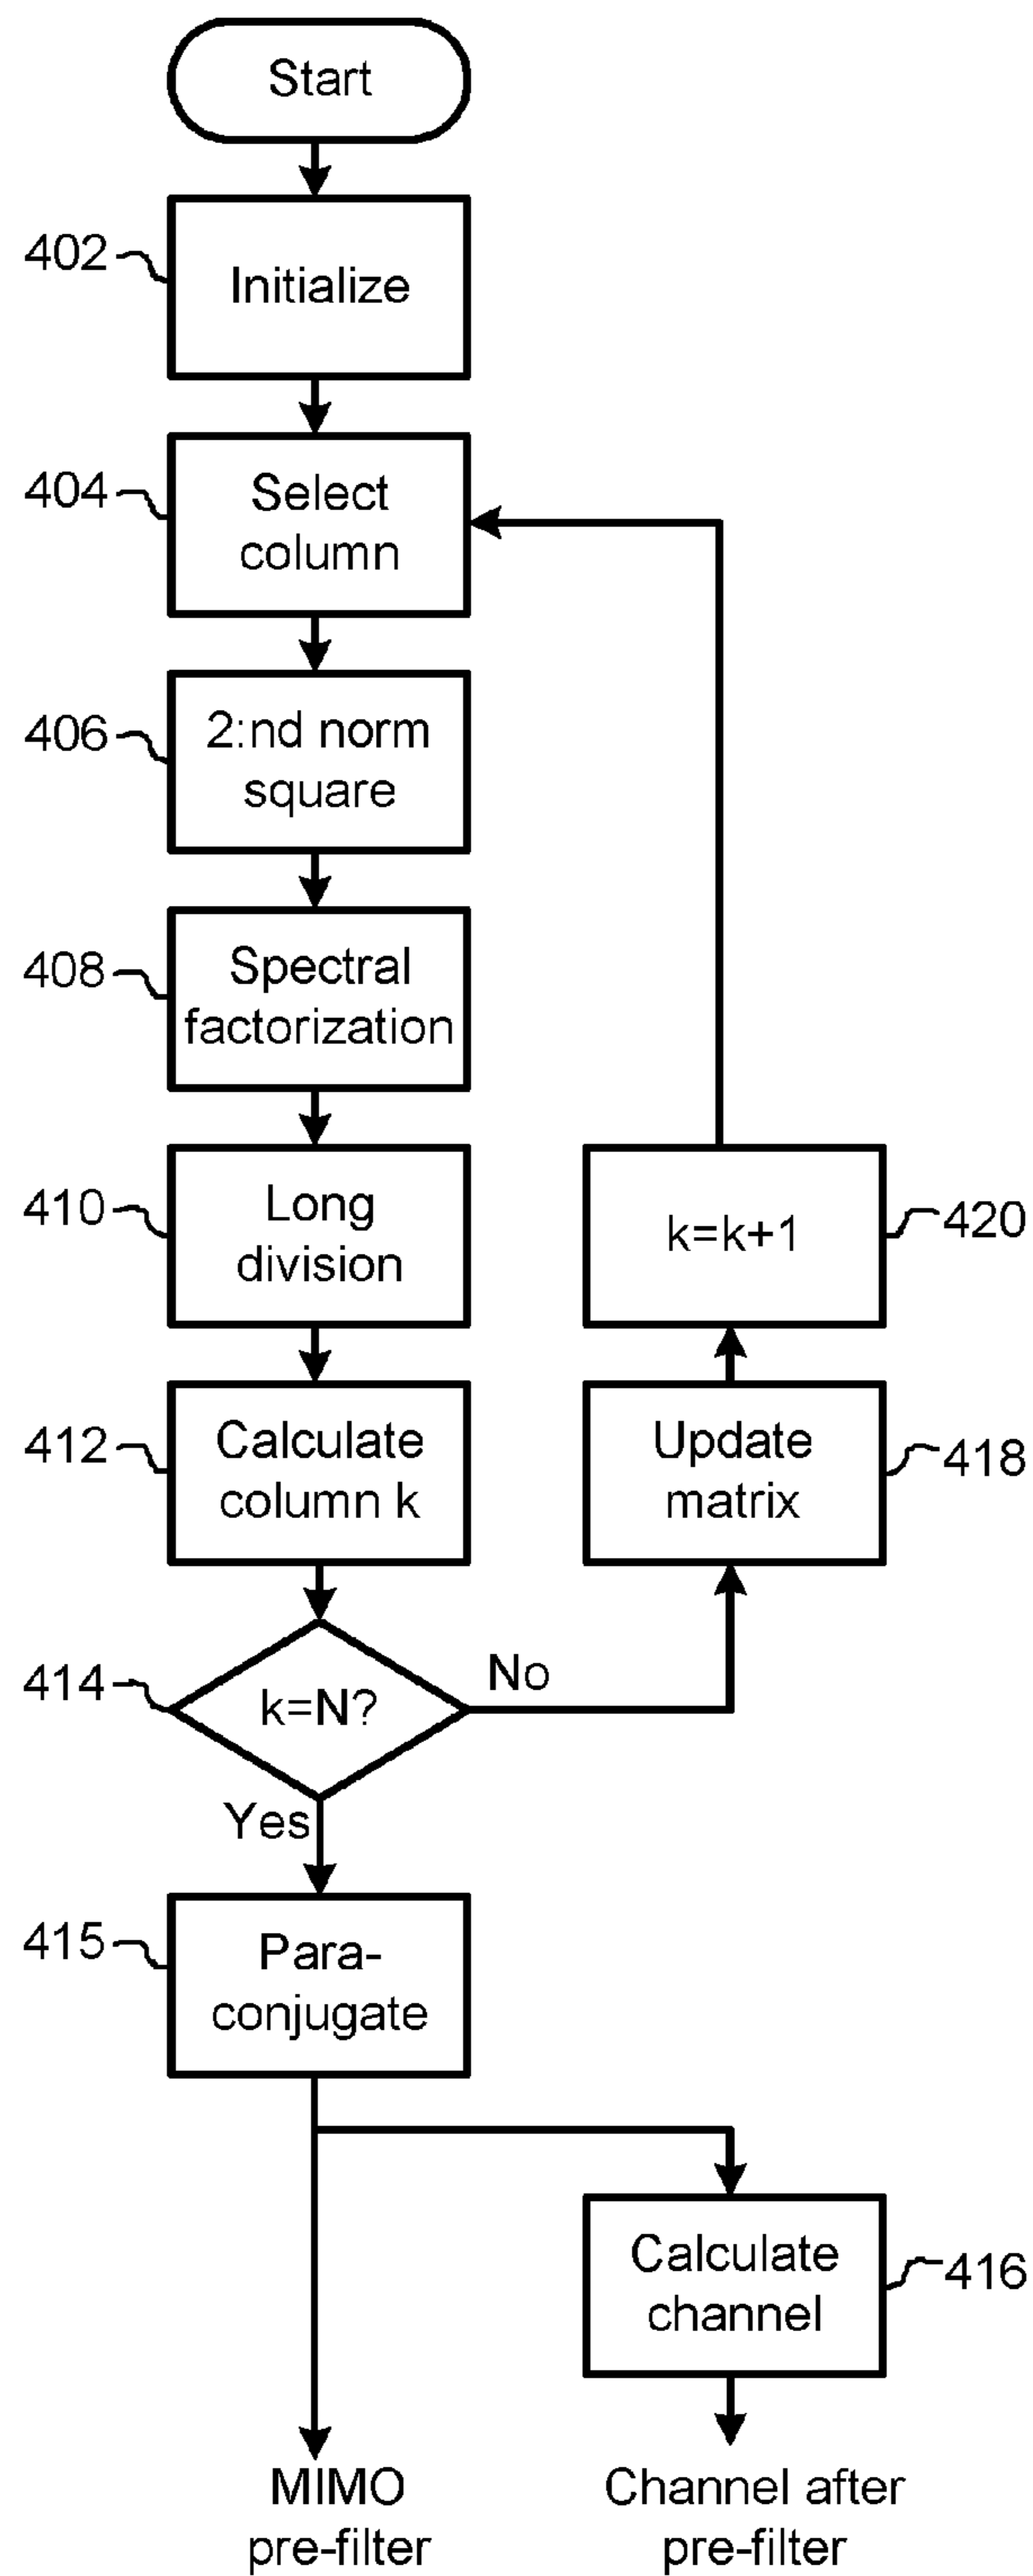 Start
402
Initialize
404
Select
column
406
2:nd norm
square
408
Spectral
factorization
410
Long
division
k=k+1
420
412
Calculate
column k
Update
matrix
418
414
k=N?
No
Yes
415
Para-
conjugate
Calculate
channel
416
MIMO
pre-filter
Channel after
pre-filter